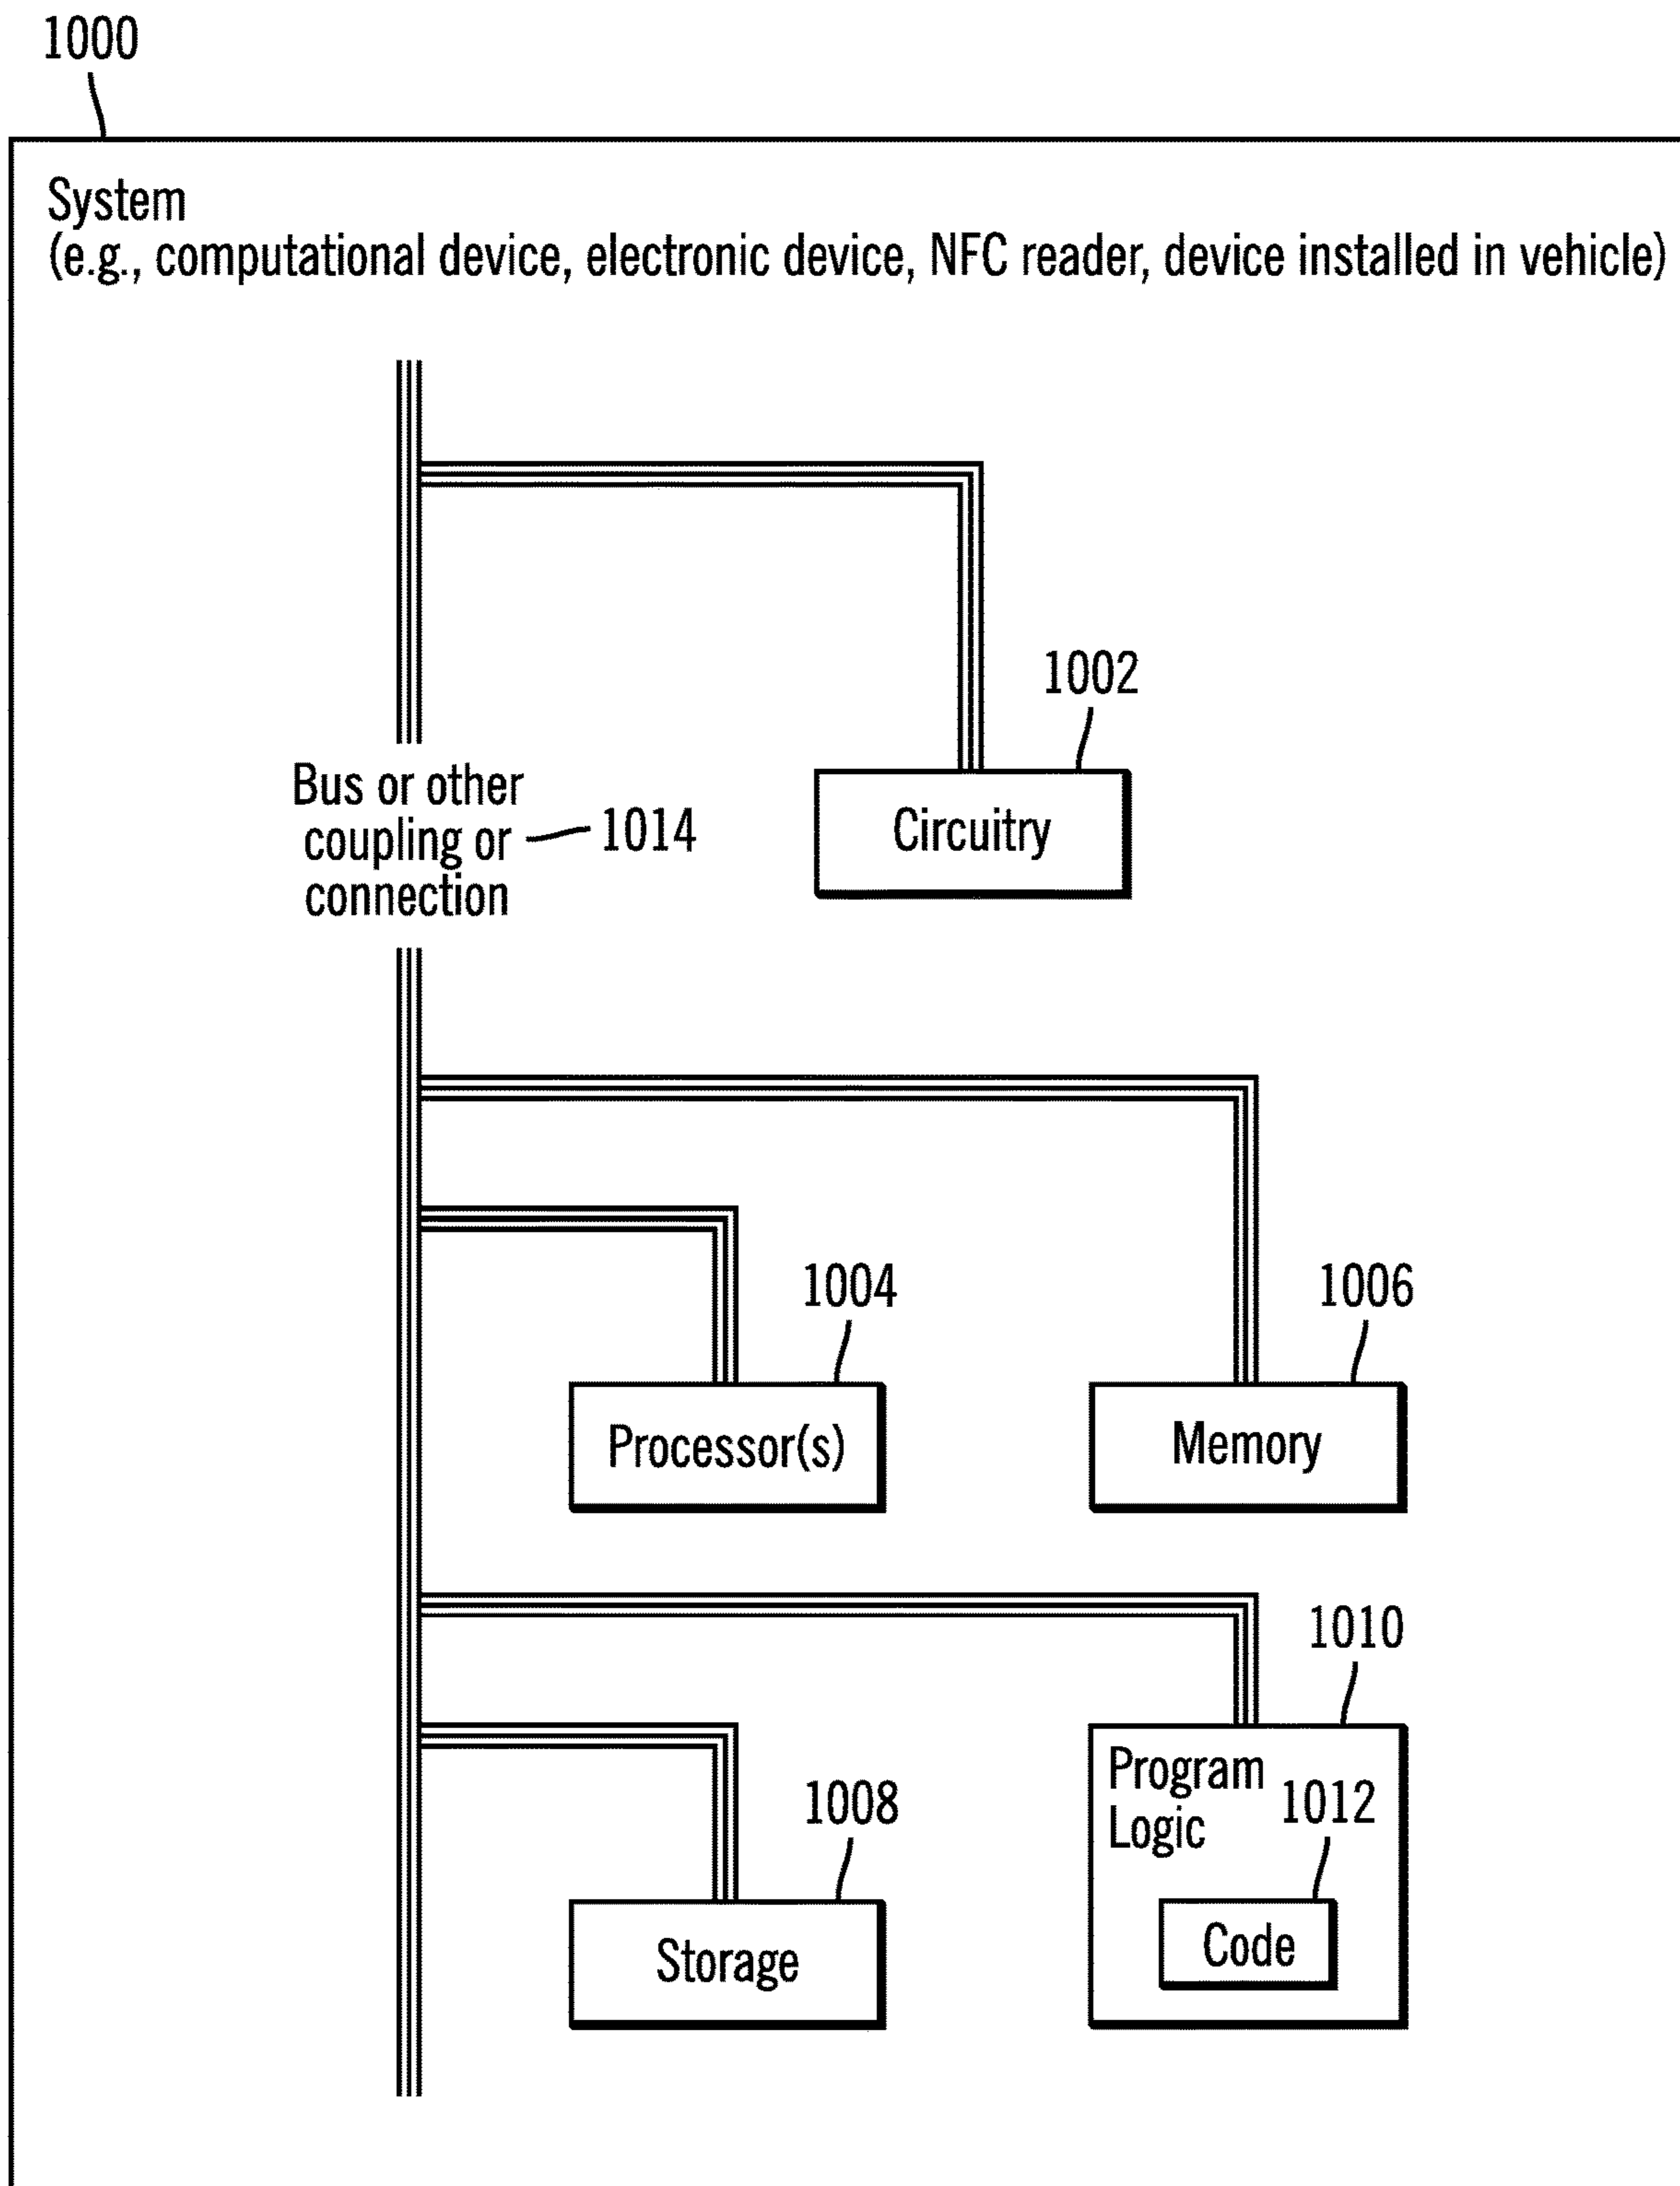 1000
System
(e.g., computational device, electronic device, NFC reader, device installed in vehicle)
1002
Bus or other
coupling or
connection
1014
Circuitry
1004
1006
Processor(s)
Memory
1010
Program
Logic
1012
1008
Code
Storage